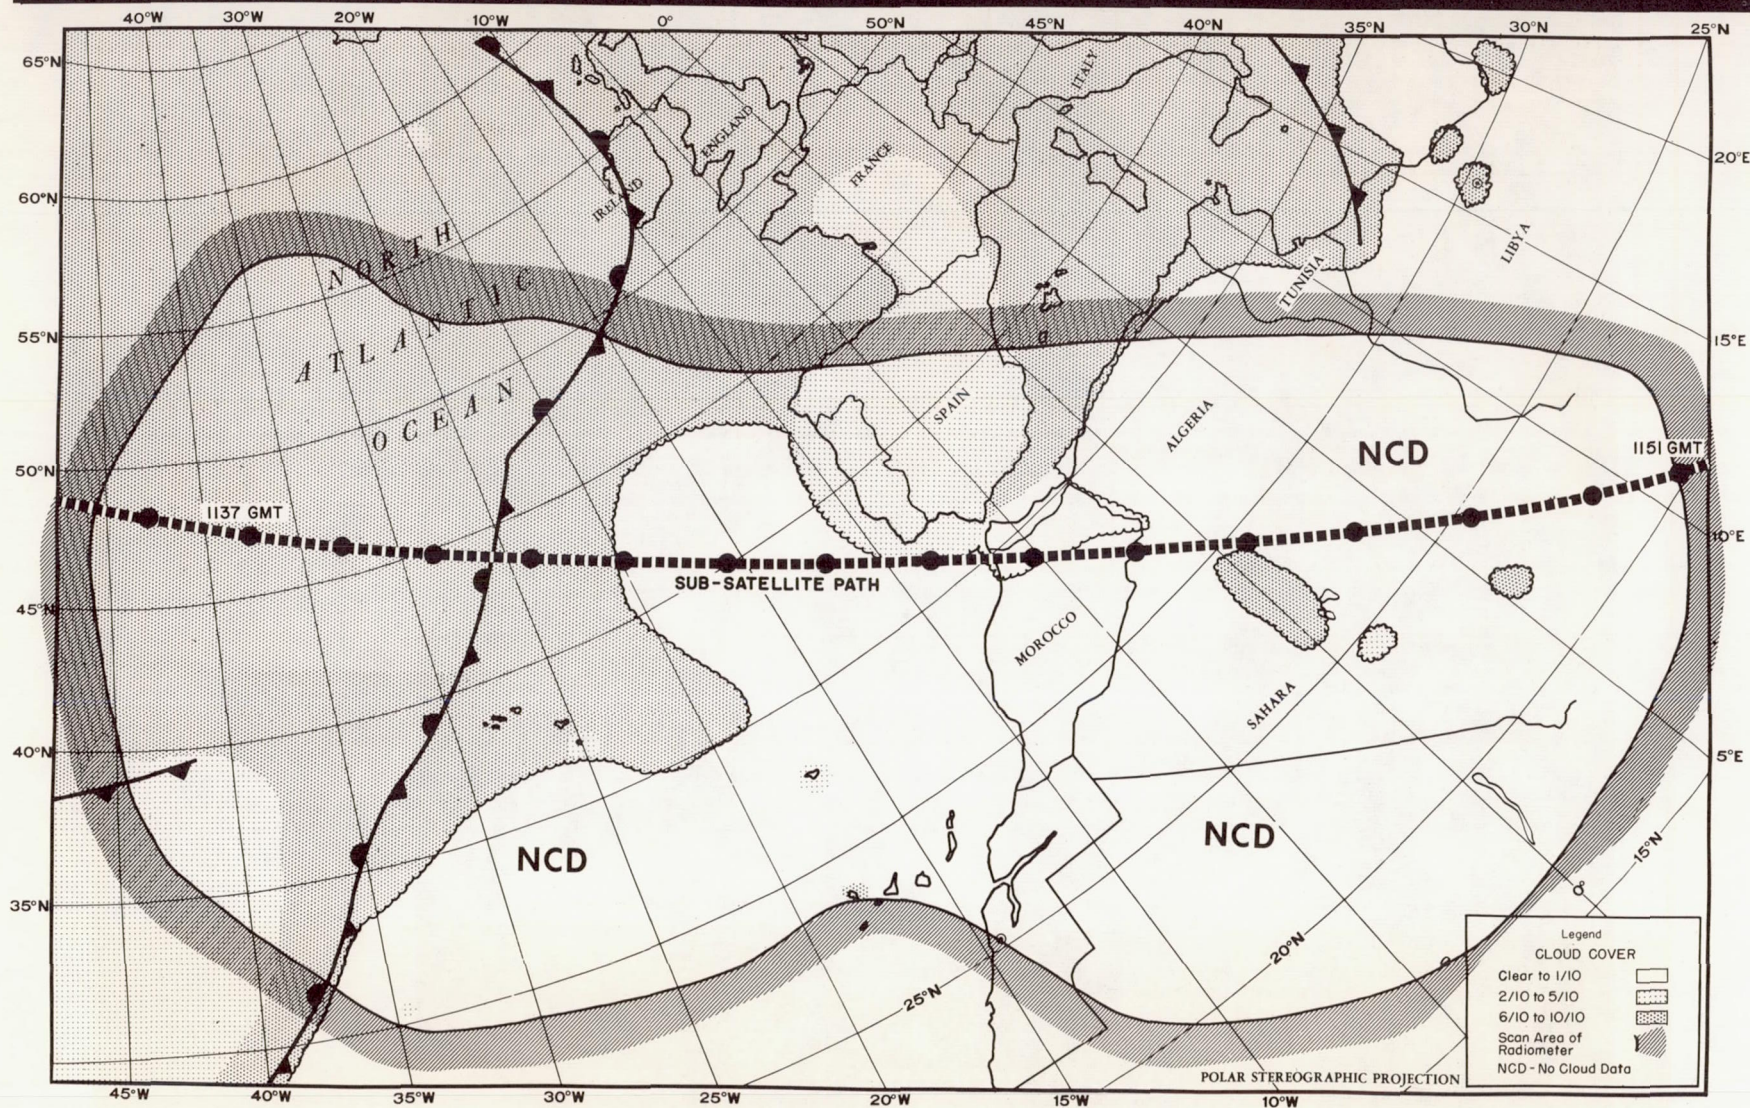 40°W 30°W 20°W 10°W 0° 50°N 45°N 40°N 35°N 30°N 25°N
65°N
ITALY
ENGLAND
FRANCE
20°E
60°N
IRELAND
NORTH
LIBYA
TUNISIA
ATLANTIC
55°N
15°E
OCEAN
SPAIN
ALGERIA
NCD
1151 GMT
50°N
1137 GMT
10°E
SUB-SATELLITE PATH
45°N
MOROCCO
SAHARA
40°N
5°E
NCD
NCD
15°N
35°N
20°N
25°N
Legend
CLOUD COVER
Clear to 1/10
2/10 to 5/10
6/10 to 10/10
Scan Area of
Radiometer
NCD - No Cloud Data
POLAR STEREOGRAPHIC PROJECTION
45°W 40°W 35°W 30°W 25°W 20°W 15°W 10°W